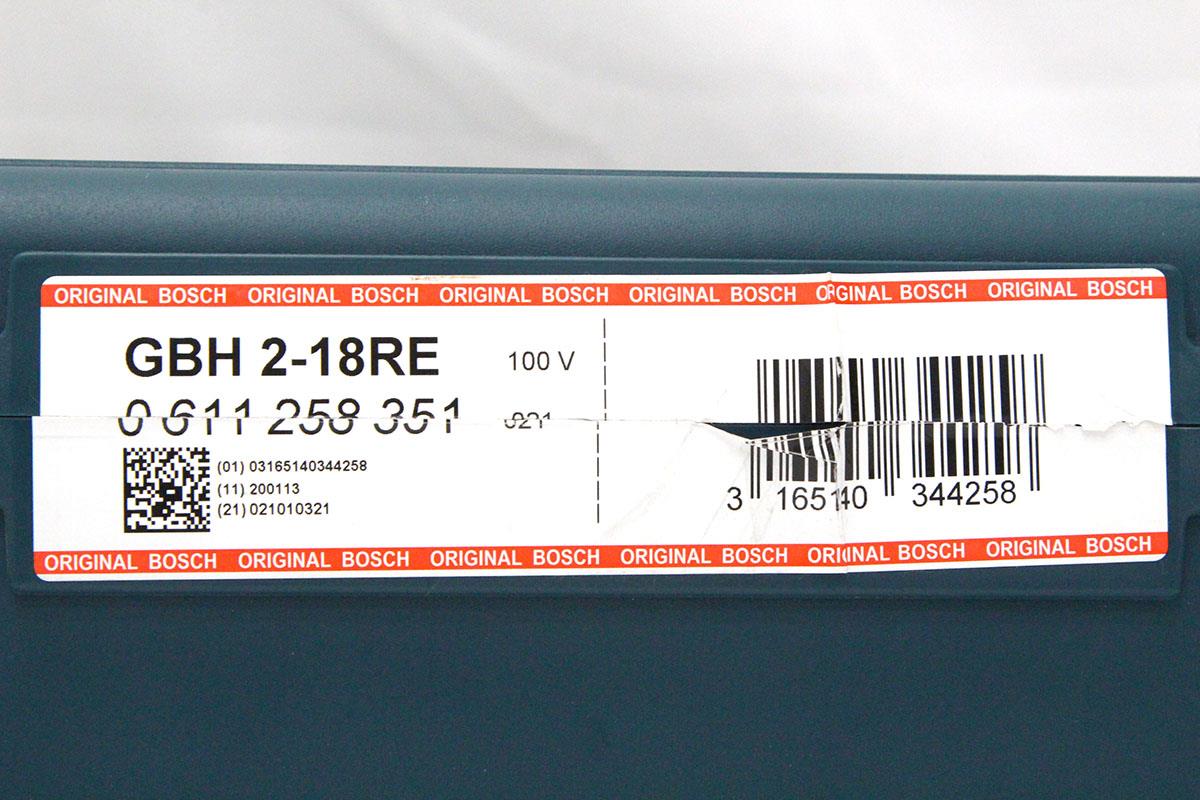 ORIGINAL BOSCH ORIGINAL BOSCH ORIGINAL BOSCH ORIGINAL BOSCH ORIGINAL BOSCH ORIGINAL BOSCH
GBH 2-18RE 100 V
0 611 258 351 021
(01) 03165140344258
(11) 200113
(21) 021010321
3 165140 344258
ORIGINAL BOSCH ORIGINAL BOSCH ORIGINAL BOSCH ORIGINAL BOSCH ORIGINAL BOSCH ORIGINAL BOSCH